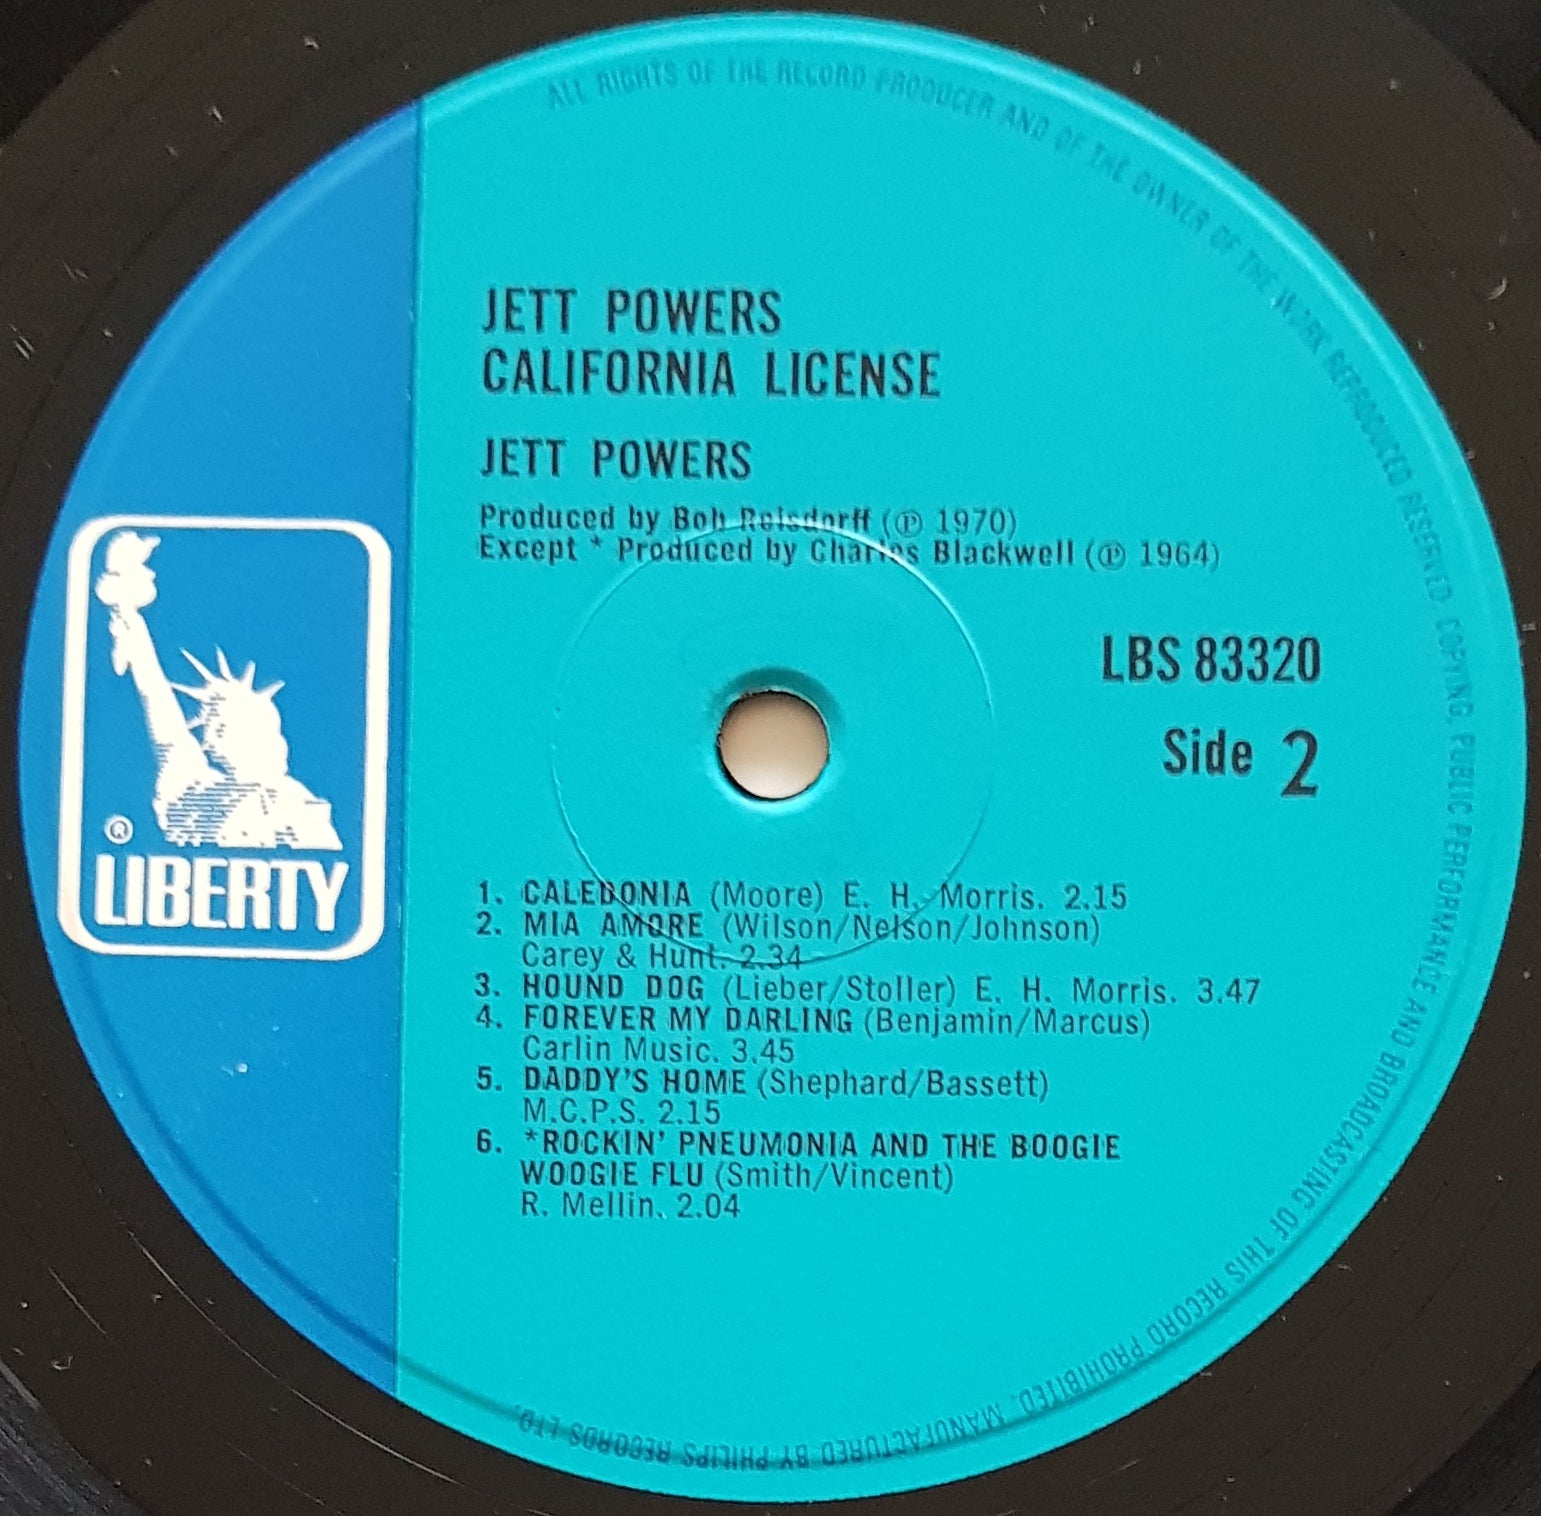 ALL RIGHTS OF THE RECORD PRODUCER AND OF THE OWNER OF THE WORK REPRODUCED RESERVED. COPYING, PUBLIC PERFORMANCE AND BROADCASTING OF THIS RECORD PROHIBITED. MANUFACTURED BY PHILIPS RECORDS LTD.
JETT POWERS
CALIFORNIA LICENSE
JETT POWERS
Produced by Bob Reisdorff (℗ 1970)
Except * Produced by Charles Blackwell (℗ 1964)
LBS 83320
Side 2
®
LIBERTY
1. CALEDONIA (Moore) E. H. Morris. 2.15
2. MIA AMORE (Wilson/Nelson/Johnson)
Carey & Hunt. 2.34
3. HOUND DOG (Lieber/Stoller) E. H. Morris. 3.47
4. FOREVER MY DARLING (Benjamin/Marcus)
Carlin Music. 3.45
5. DADDY'S HOME (Shephard/Bassett)
M.C.P.S. 2.15
6. *ROCKIN' PNEUMONIA AND THE BOOGIE
WOOGIE FLU (Smith/Vincent)
R. Mellin. 2.04